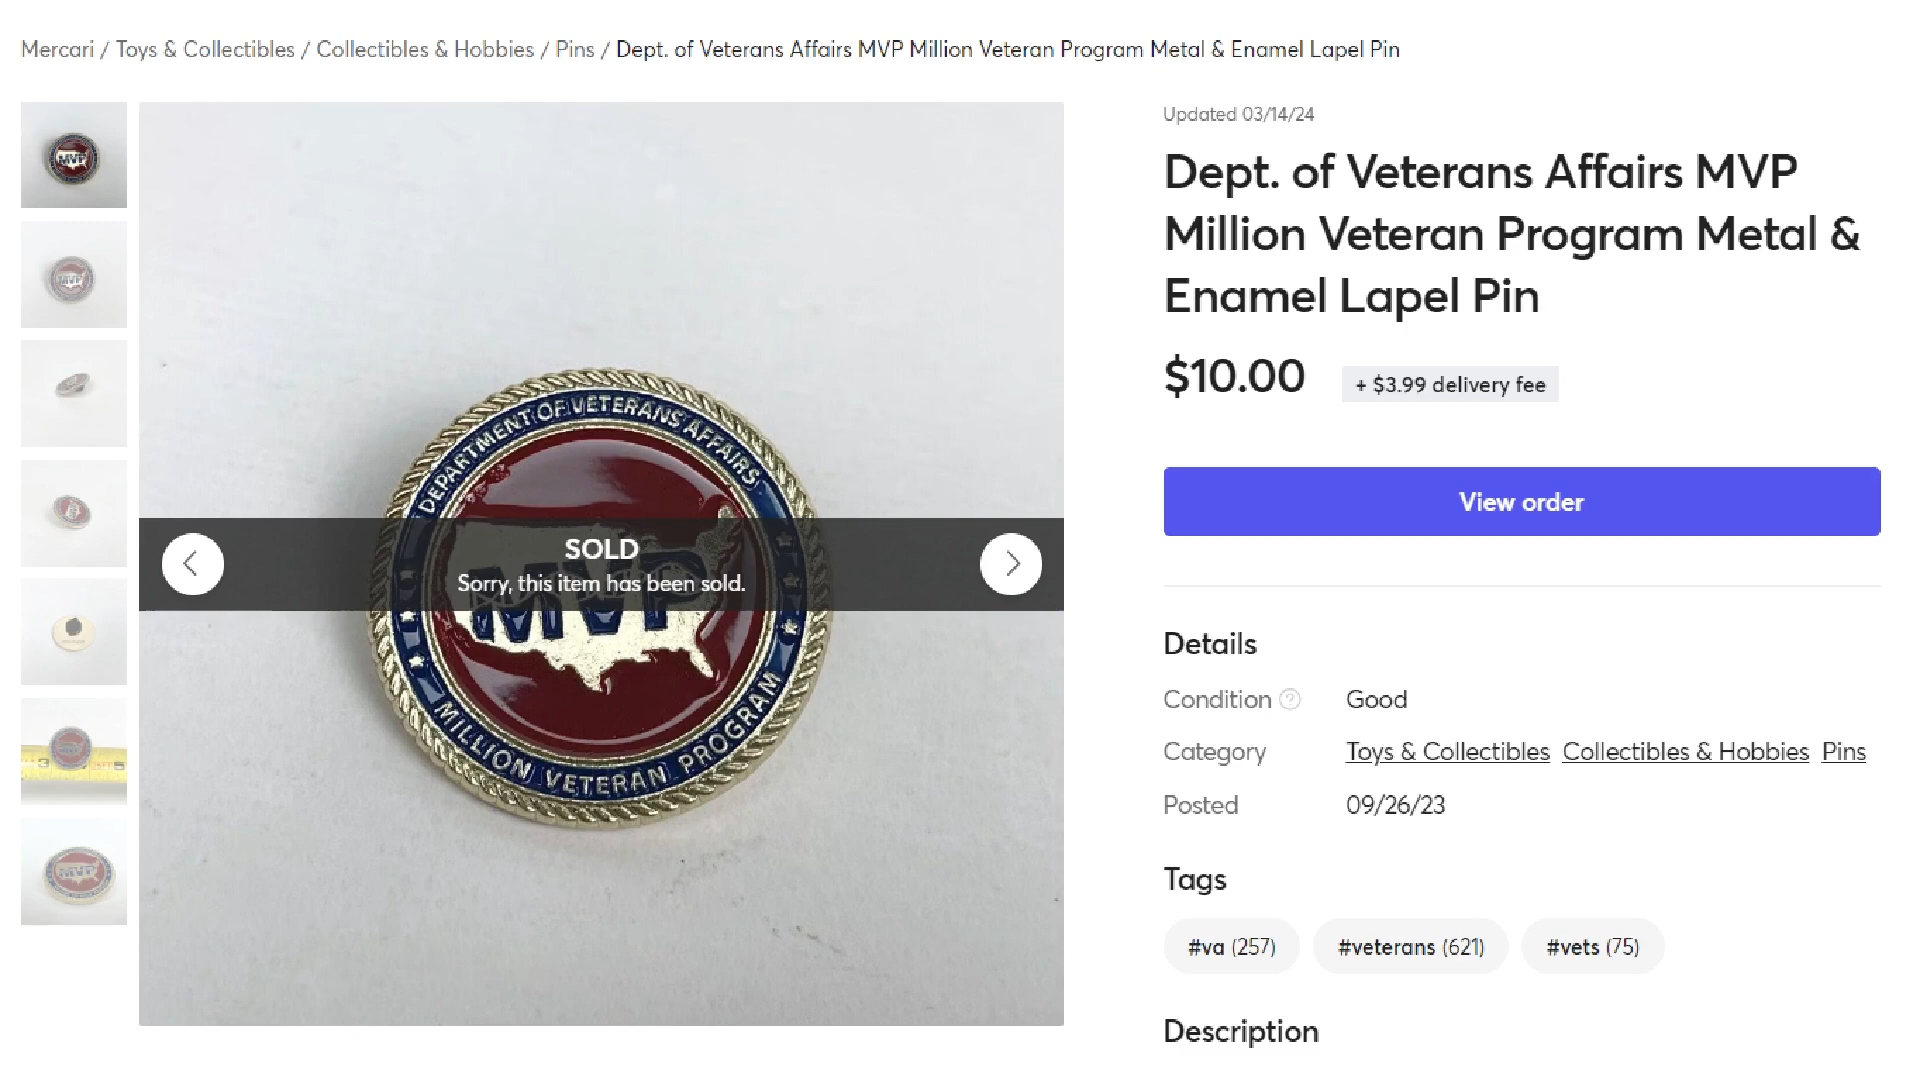 Mercari / Toys & Collectibles / Collectibles & Hobbies / Pins / Dept. of Veterans Affairs MVP Million Veteran Program Metal & Enamel Lapel Pin
Updated 03/14/24
Dept. of Veterans Affairs MVP
Million Veteran Program Metal &
Enamel Lapel Pin
$10.00
+ $3.99 delivery fee
View order
DEPARTMENT OF VETERANS AFFAIRS
SOLD
Sorry, this item has been sold.
MVP
MILLION VETERAN PROGRAM
Details
Condition ? Good
Category Toys & Collectibles Collectibles & Hobbies Pins
Posted 09/26/23
Tags
#va (257) #veterans (621) #vets (75)
Description